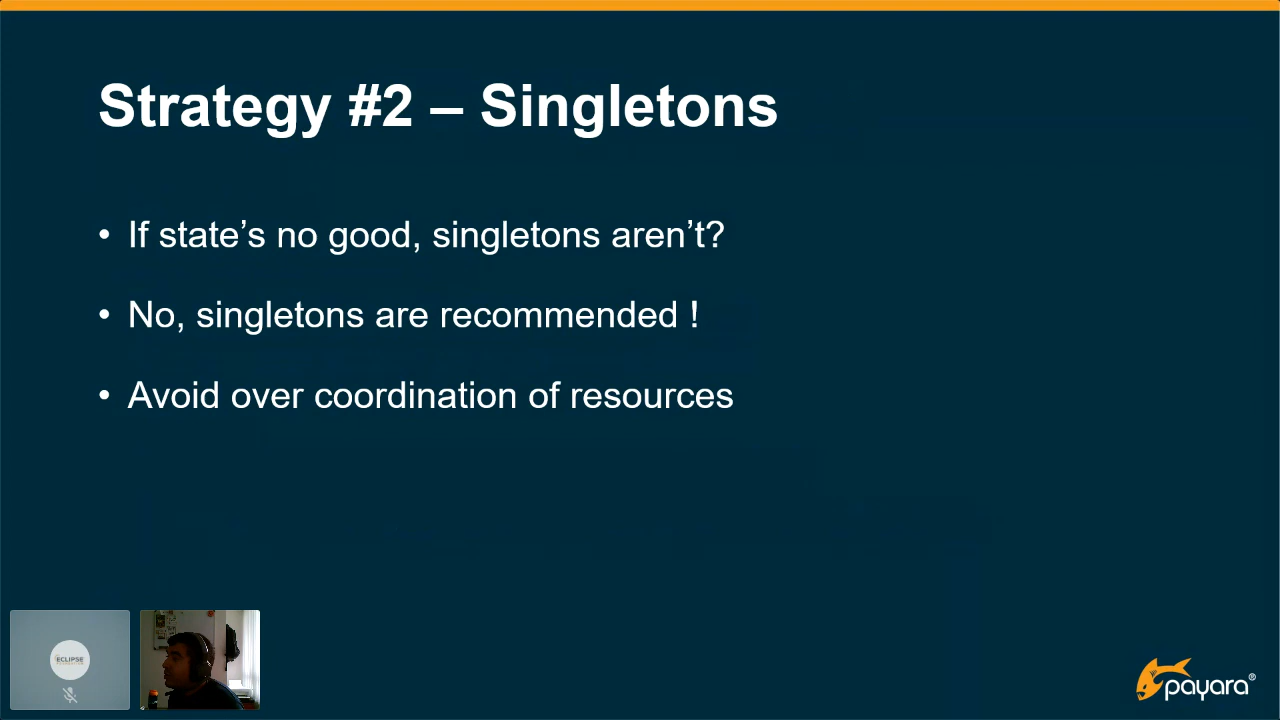 Strategy #2 – Singletons
• If state’s no good, singletons aren’t?
• No, singletons are recommended !
• Avoid over coordination of resources
ECLIPSE
FOUNDATION
payara®